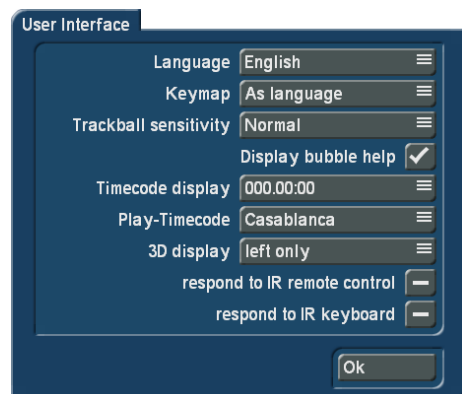 User Interface
Language English
Keymap As language
Trackball sensitivity Normal
Display bubble help
Timecode display 000.00:00
Play-Timecode Casablanca
3D display left only
respond to IR remote control
respond to IR keyboard
Ok